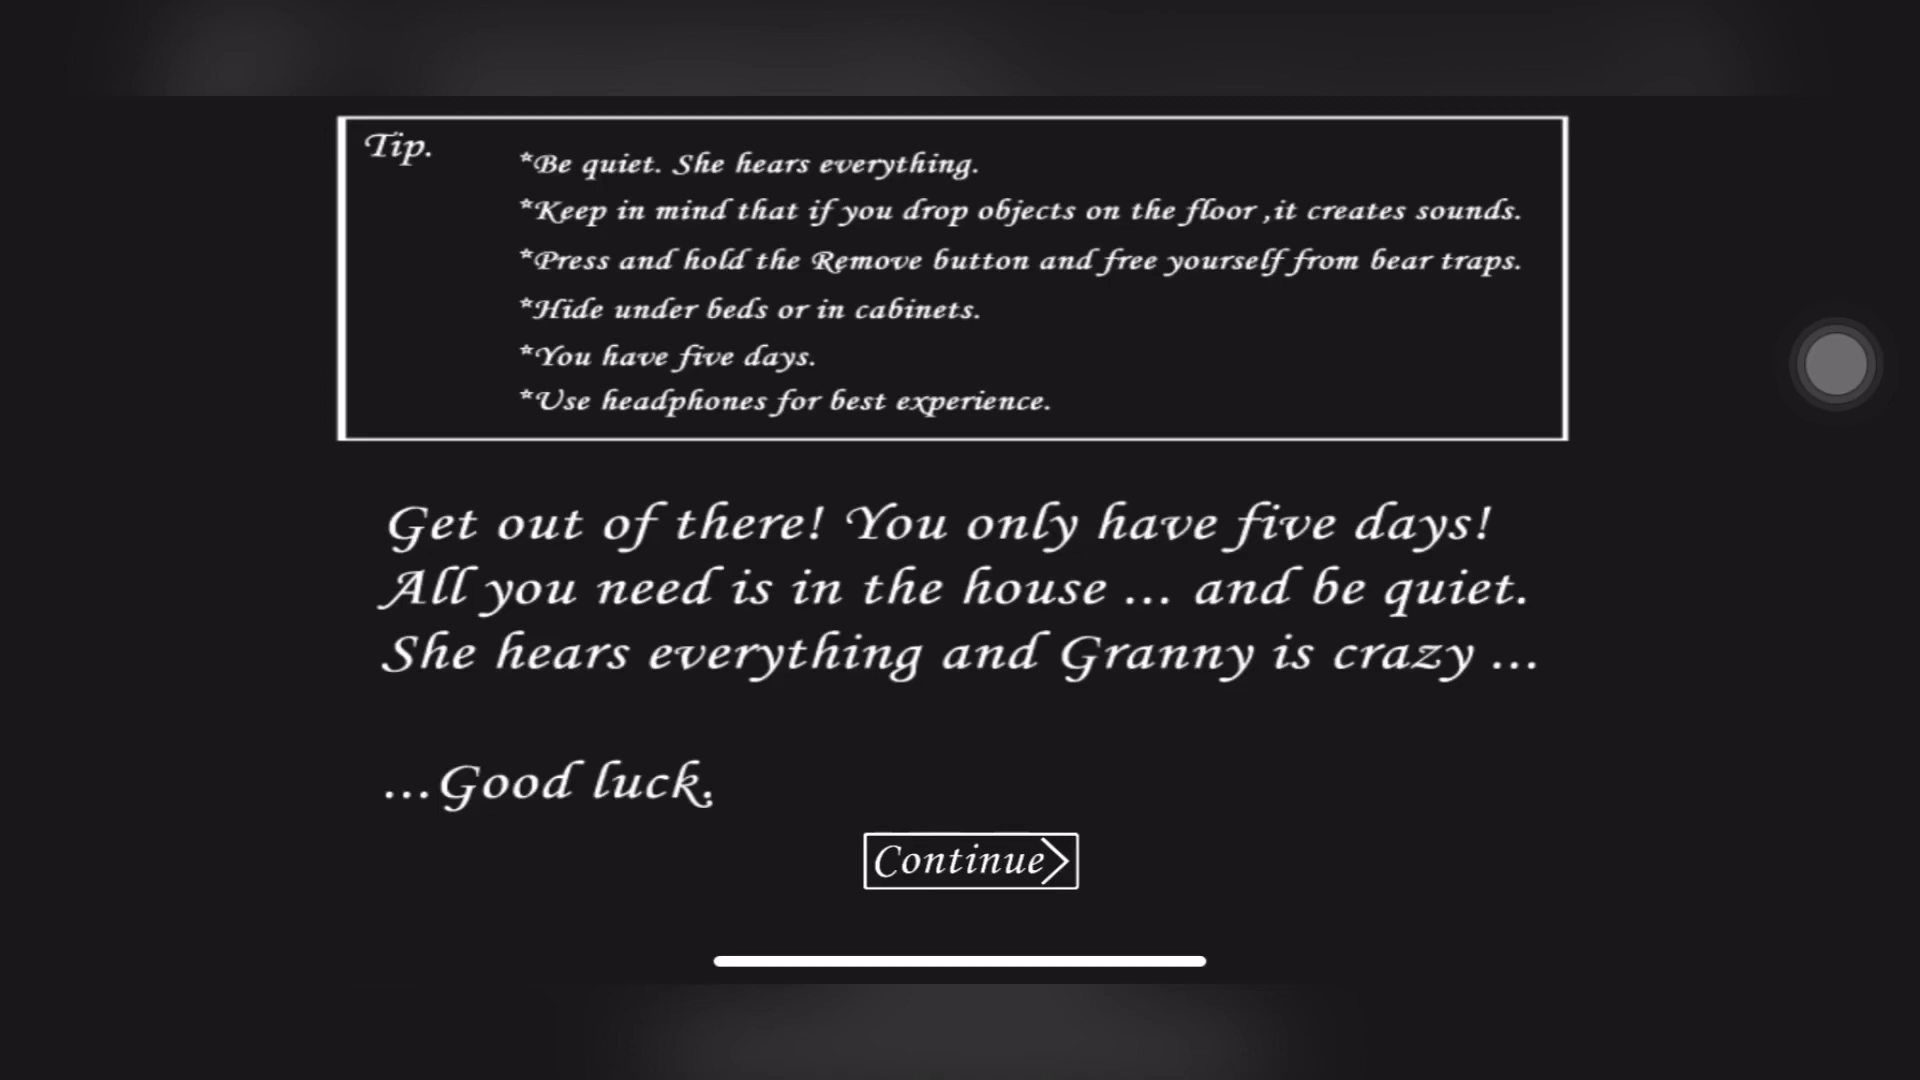 Tip.
*Be quiet. She hears everything.
*Keep in mind that if you drop objects on the floor ,it creates sounds.
*Press and hold the Remove button and free yourself from bear traps.
*Hide under beds or in cabinets.
*You have five days.
*Use headphones for best experience.
Get out of there! You only have five days!
All you need is in the house ... and be quiet.
She hears everything and Granny is crazy ...
...Good luck.
Continue>